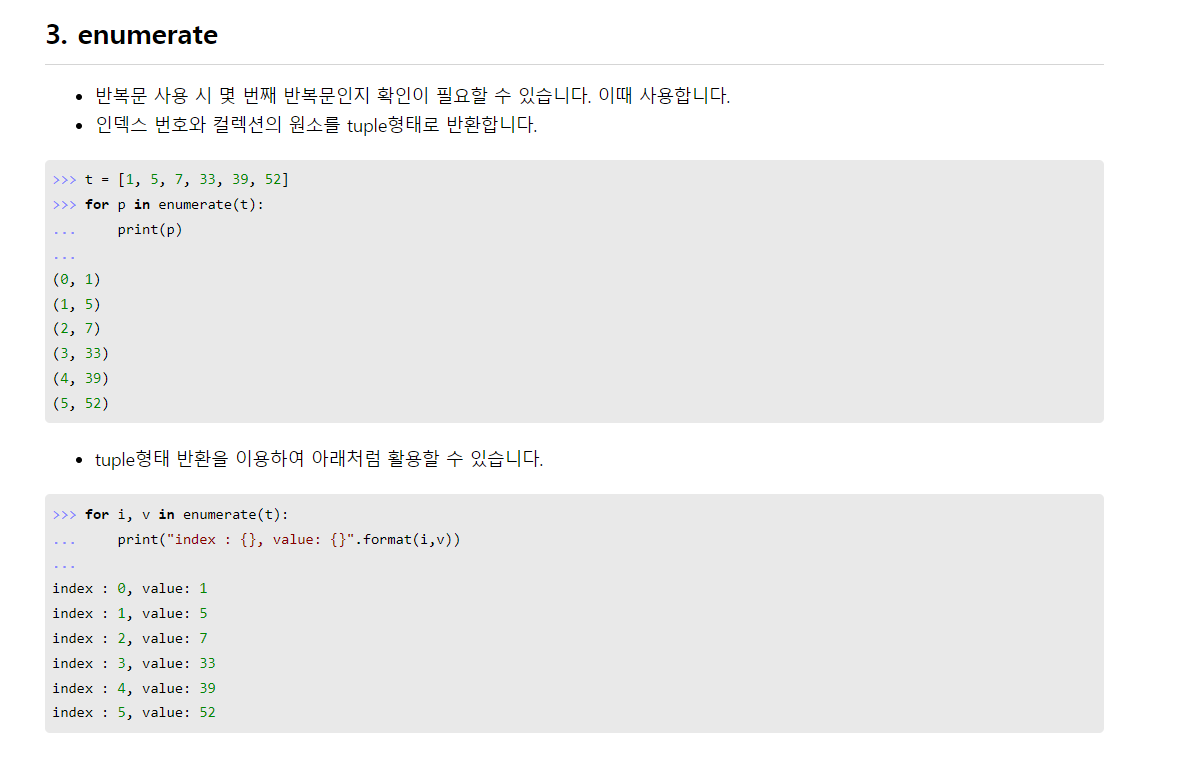 3. enumerate
• 반복문 사용 시 몇 번째 반복문인지 확인이 필요할 수 있습니다. 이때 사용합니다.
• 인덱스 번호와 컬렉션의 원소를 tuple형태로 반환합니다.
>>> t = [1, 5, 7, 33, 39, 52]
>>> for p in enumerate(t):
...     print(p)
...
(0, 1)
(1, 5)
(2, 7)
(3, 33)
(4, 39)
(5, 52)
• tuple형태 반환을 이용하여 아래처럼 활용할 수 있습니다.
>>> for i, v in enumerate(t):
...     print("index : {}, value: {}".format(i,v))
...
index : 0, value: 1
index : 1, value: 5
index : 2, value: 7
index : 3, value: 33
index : 4, value: 39
index : 5, value: 52